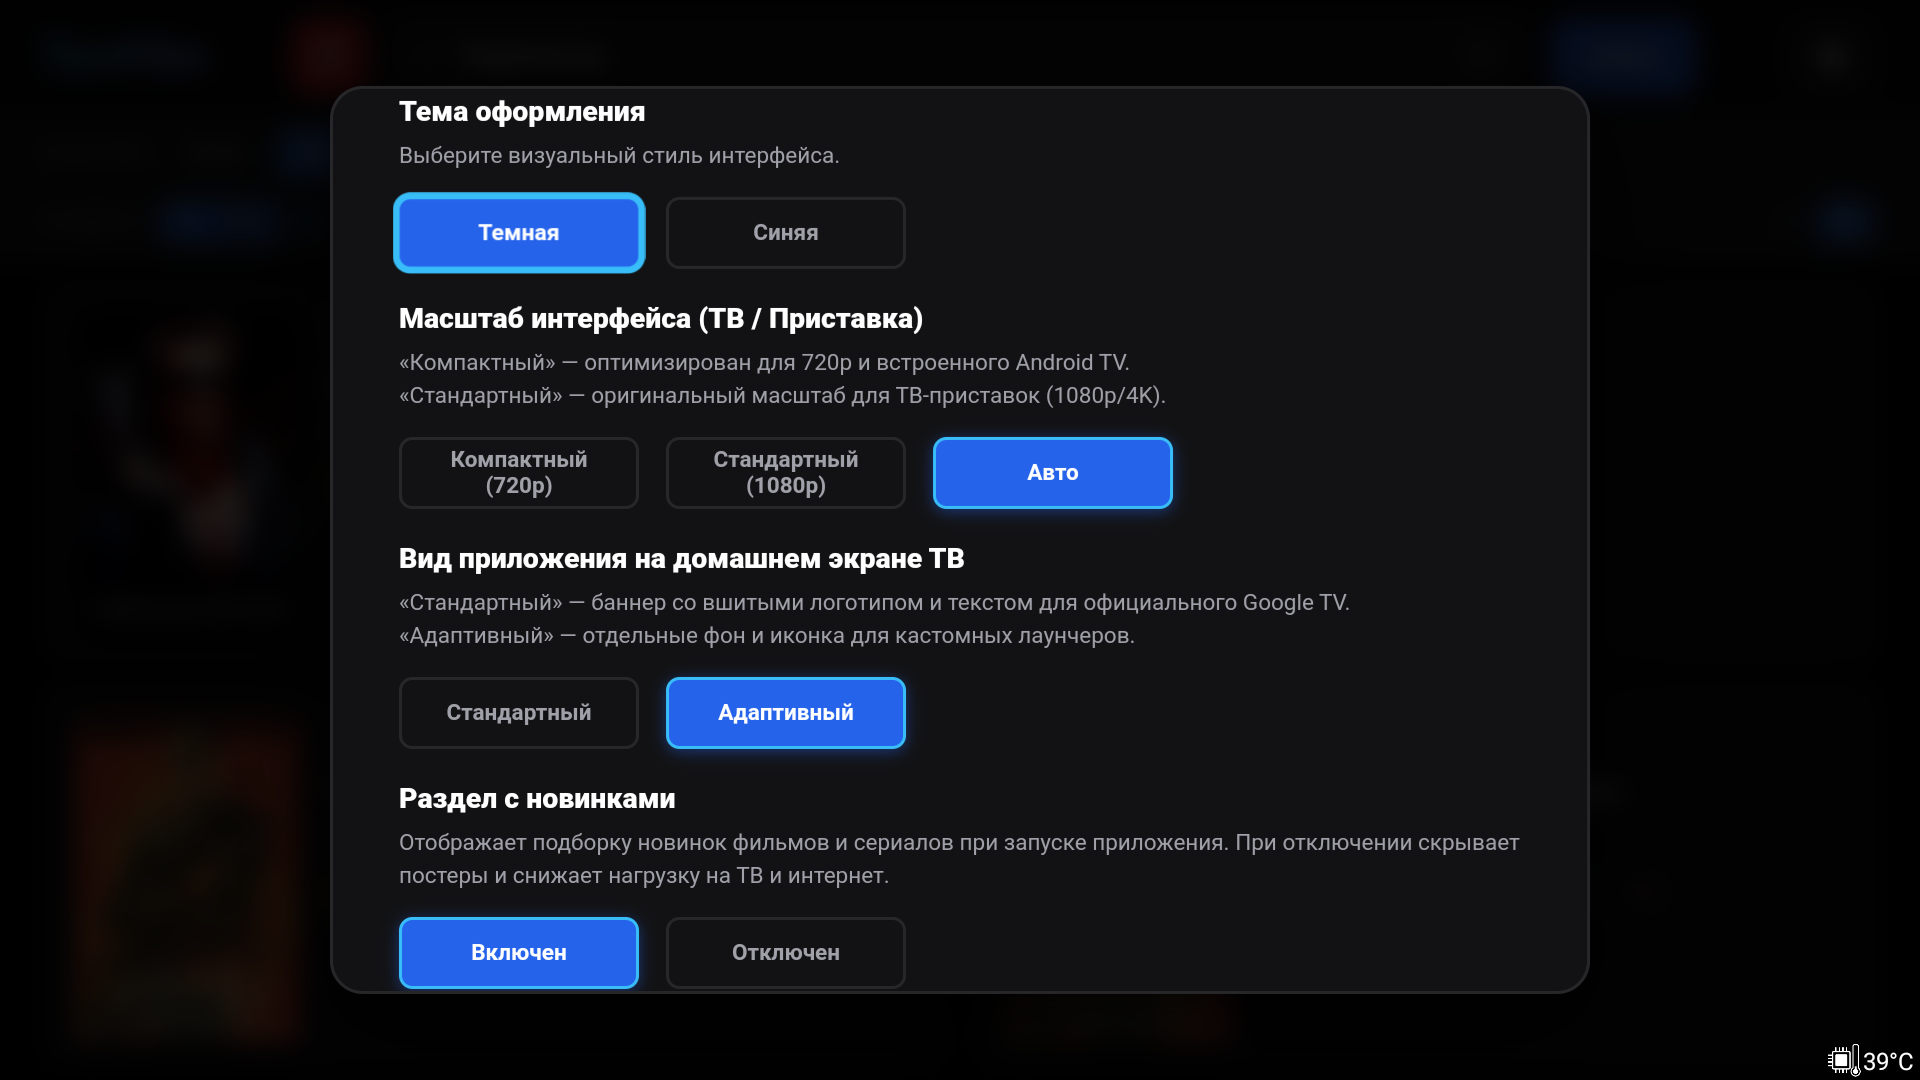 Тема оформления
Выберите визуальный стиль интерфейса.
Темная
Синяя
Масштаб интерфейса (ТВ / Приставка)
«Компактный» — оптимизирован для 720p и встроенного Android TV.
«Стандартный» — оригинальный масштаб для ТВ-приставок (1080p/4K).
Компактный
(720p)
Стандартный
(1080p)
Авто
Вид приложения на домашнем экране ТВ
«Стандартный» — баннер со вшитыми логотипом и текстом для официального Google TV.
«Адаптивный» — отдельные фон и иконка для кастомных лаунчеров.
Стандартный
Адаптивный
Раздел с новинками
Отображает подборку новинок фильмов и сериалов при запуске приложения. При отключении скрывает
постеры и снижает нагрузку на ТВ и интернет.
Включен
Отключен
39°C